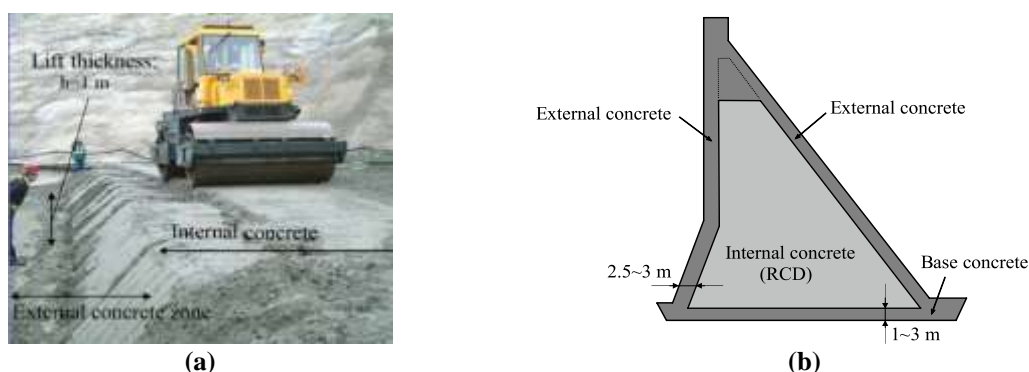 Lift thickness:
h=1 m
Internal concrete
External concrete zone
(a)
External concrete
External concrete
Internal concrete
(RCD)
2.5~3 m
Base concrete
1~3 m
(b)